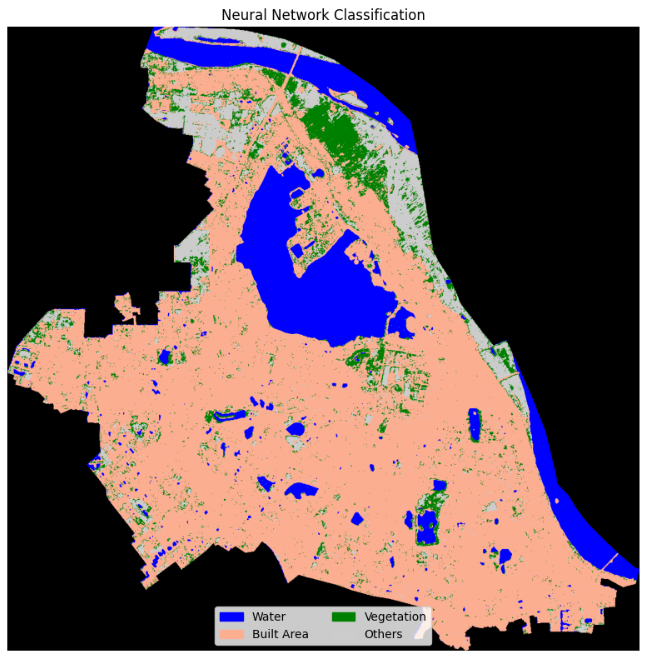 Neural Network Classification
Water
Built Area
Vegetation
Others